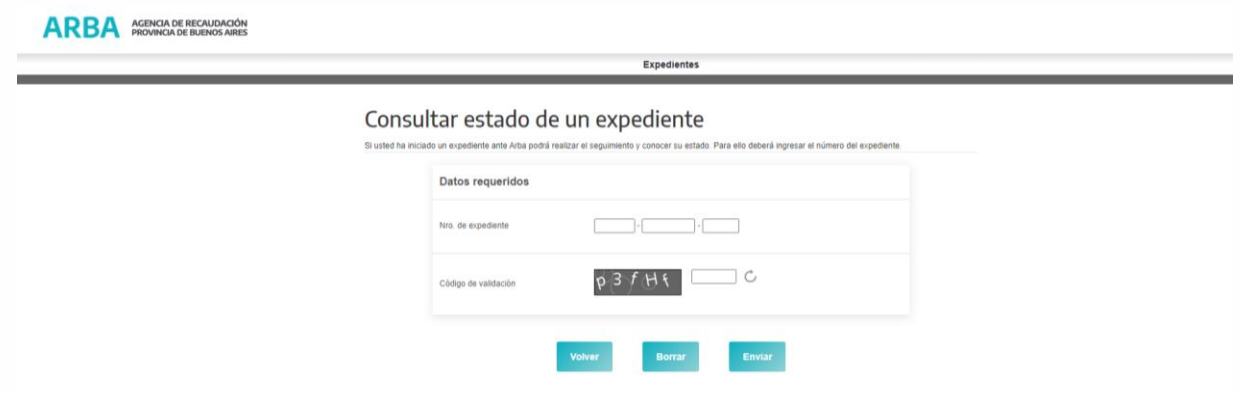 ARBA AGENCIA DE RECAUDACIÓN
PROVINCIA DE BUENOS AIRES
Expedientes
Consultar estado de un expediente
Si usted ha iniciado un expediente ante Arba podrá realizar el seguimiento y conocer su estado. Para ello deberá ingresar el número del expediente.
Datos requeridos
Nro. de expediente - -
Código de validación p3fHf
Volver Borrar Enviar